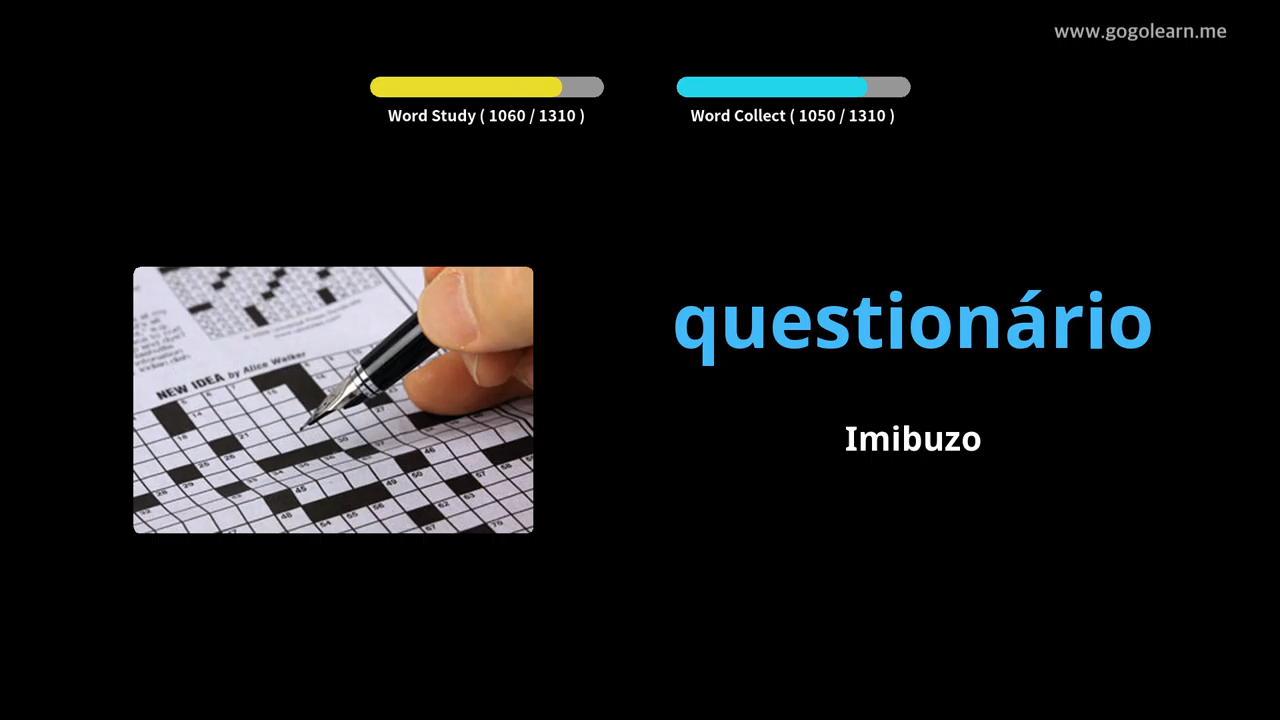 www.gogolearn.me
Word Study ( 1060 / 1310 )
Word Collect ( 1050 / 1310 )
questionário
Imibuzo
NEW IDEA by Alice Walker